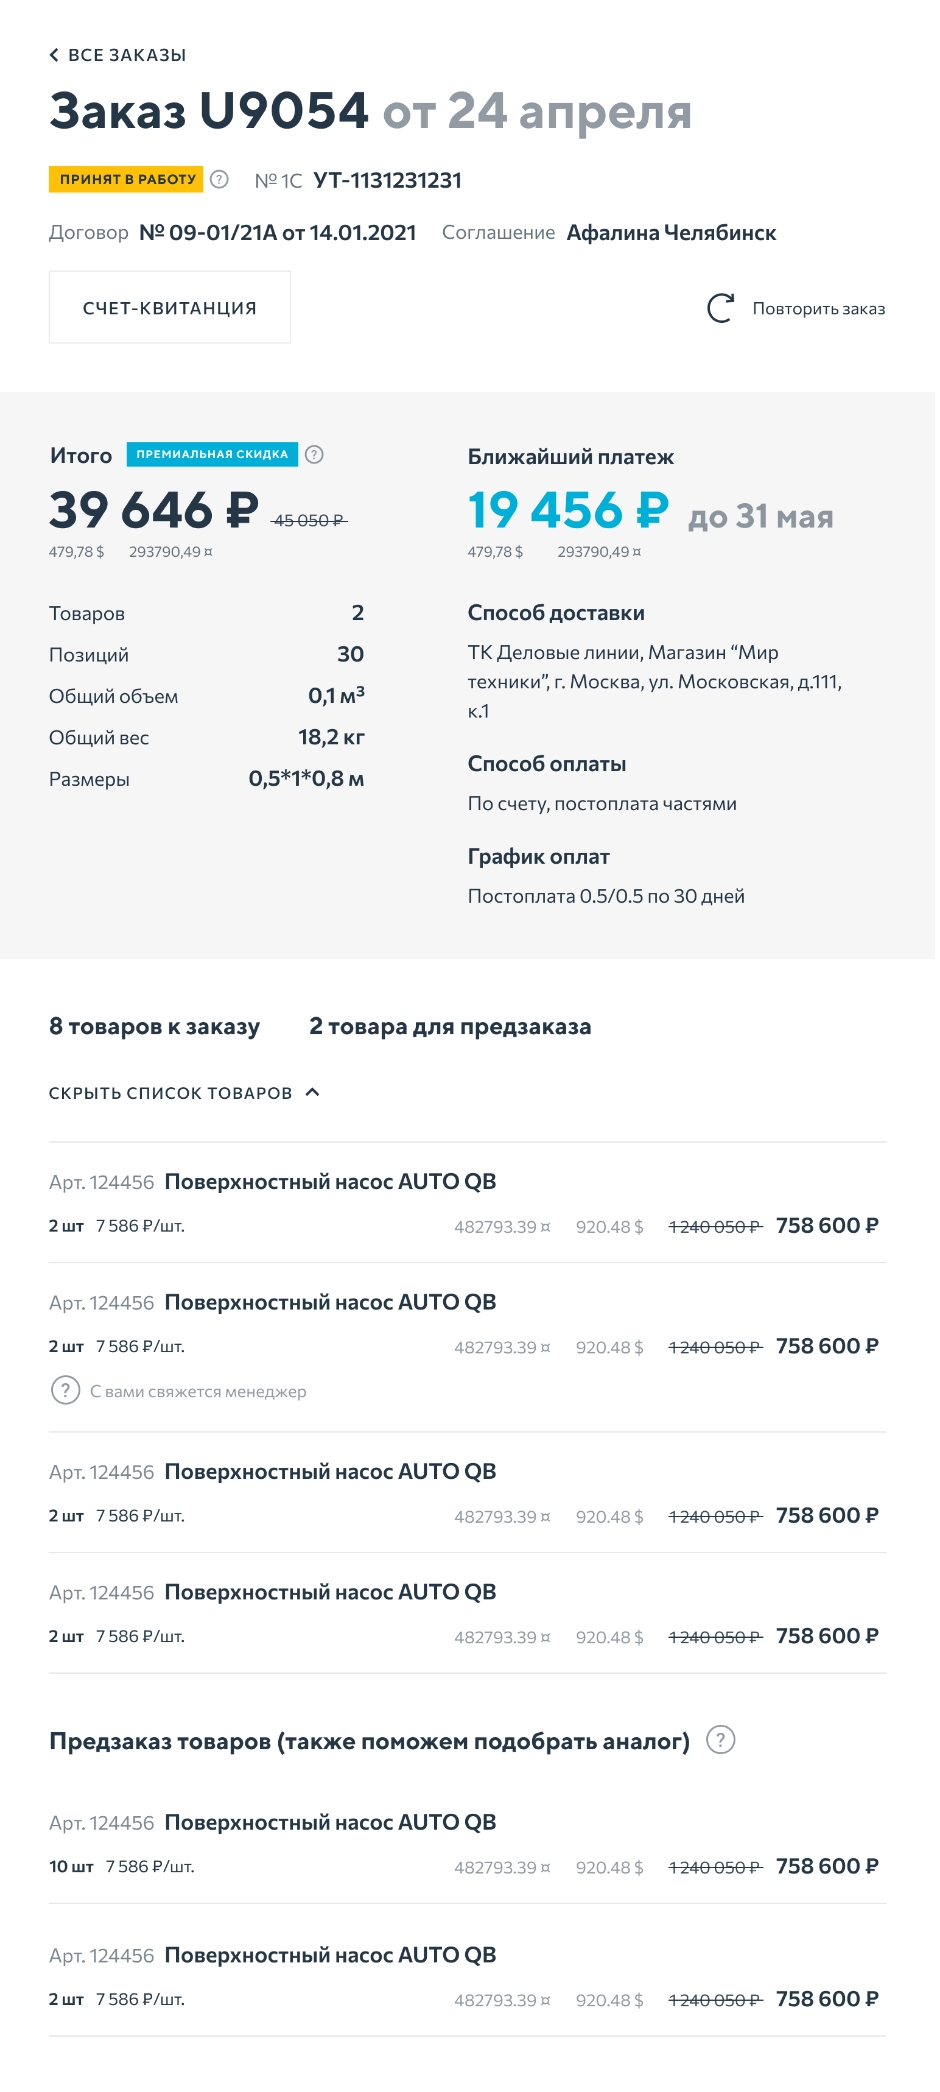 ВСЕ ЗАКАЗЫ
Заказ U9054 от 24 апреля
ПРИНЯТ В РАБОТУ ? № 1С УТ-1131231231
Договор № 09-01/21А от 14.01.2021 Соглашение Афалина Челябинск
СЧЕТ-КВИТАНЦИЯ
Повторить заказ
Итого ПРЕМИАЛЬНАЯ СКИДКА ?
39 646 ₽ 45 050 ₽
479,78 $ 293790,49 ¤
Товаров 2
Позиций 30
Общий объем 0,1 м³
Общий вес 18,2 кг
Размеры 0,5*1*0,8 м
Ближайший платеж
19 456 ₽ до 31 мая
479,78 $ 293790,49 ¤
Способ доставки
ТК Деловые линии, Магазин “Мир
техники”, г. Москва, ул. Московская, д.111,
к.1
Способ оплаты
По счету, постоплата частями
График оплат
Постоплата 0.5/0.5 по 30 дней
8 товаров к заказу 2 товара для предзаказа
СКРЫТЬ СПИСОК ТОВАРОВ
Арт. 124456 Поверхностный насос AUTO QB
2 шт 7 586 ₽/шт. 482793.39 ¤ 920.48 $ 1 240 050 ₽ 758 600 ₽
Арт. 124456 Поверхностный насос AUTO QB
2 шт 7 586 ₽/шт. 482793.39 ¤ 920.48 $ 1 240 050 ₽ 758 600 ₽
? С вами свяжется менеджер
Арт. 124456 Поверхностный насос AUTO QB
2 шт 7 586 ₽/шт. 482793.39 ¤ 920.48 $ 1 240 050 ₽ 758 600 ₽
Арт. 124456 Поверхностный насос AUTO QB
2 шт 7 586 ₽/шт. 482793.39 ¤ 920.48 $ 1 240 050 ₽ 758 600 ₽
Предзаказ товаров (также поможем подобрать аналог) ?
Арт. 124456 Поверхностный насос AUTO QB
10 шт 7 586 ₽/шт. 482793.39 ¤ 920.48 $ 1 240 050 ₽ 758 600 ₽
Арт. 124456 Поверхностный насос AUTO QB
2 шт 7 586 ₽/шт. 482793.39 ¤ 920.48 $ 1 240 050 ₽ 758 600 ₽